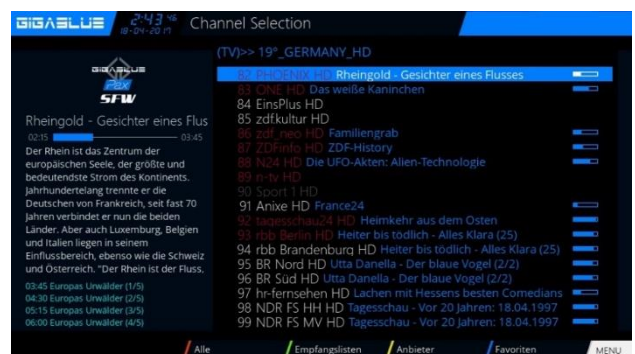 GIGABLUE
2:43 46
18-04-2017
Channel Selection
(TV)>> 19°_GERMANY_HD
GIGABLUE
Pax
SFW
Rheingold - Gesichter eines Flus
02:15 03:45
Der Rhein ist das Zentrum der
europäischen Seele, der größte und
bedeutendste Strom des Kontinents.
Jahrhundertelang trennte er die
Deutschen von Frankreich, seit fast 70
Jahren verbindet er nun die beiden
Länder. Aber auch Luxemburg, Belgien
und Italien liegen in seinem
Einflussbereich, ebenso wie die Schweiz
und Österreich. "Der Rhein ist der Fluss.
03:45 Europas Urwälder (1/5)
04:30 Europas Urwälder (2/5)
05:15 Europas Urwälder (3/5)
06:00 Europas Urwälder (4/5)
82 PHOENIX HD Rheingold - Gesichter eines Flusses
83 ONE HD Das weiße Kaninchen
84 EinsPlus HD
85 zdf.kultur HD
86 zdf_neo HD Familiengrab
87 ZDFinfo HD ZDF-History
88 N24 HD Die UFO-Akten: Alien-Technologie
89 n-tv HD
90 Sport 1 HD
91 Anixe HD France24
92 tagesschau24 HD Heimkehr aus dem Osten
93 rbb Berlin HD Heiter bis tödlich - Alles Klara (25)
94 rbb Brandenburg HD Heiter bis tödlich - Alles Klara (25)
95 BR Nord HD Utta Danella - Der blaue Vogel (2/2)
96 BR Süd HD Utta Danella - Der blaue Vogel (2/2)
97 hr-fernsehen HD Lachen mit Hessens besten Comedians
98 NDR FS HH HD Tagesschau - Vor 20 Jahren: 18.04.1997
99 NDR FS MV HD Tagesschau - Vor 20 Jahren: 18.04.1997
Alle
Empfangslisten
Anbieter
Favoriten
MENU